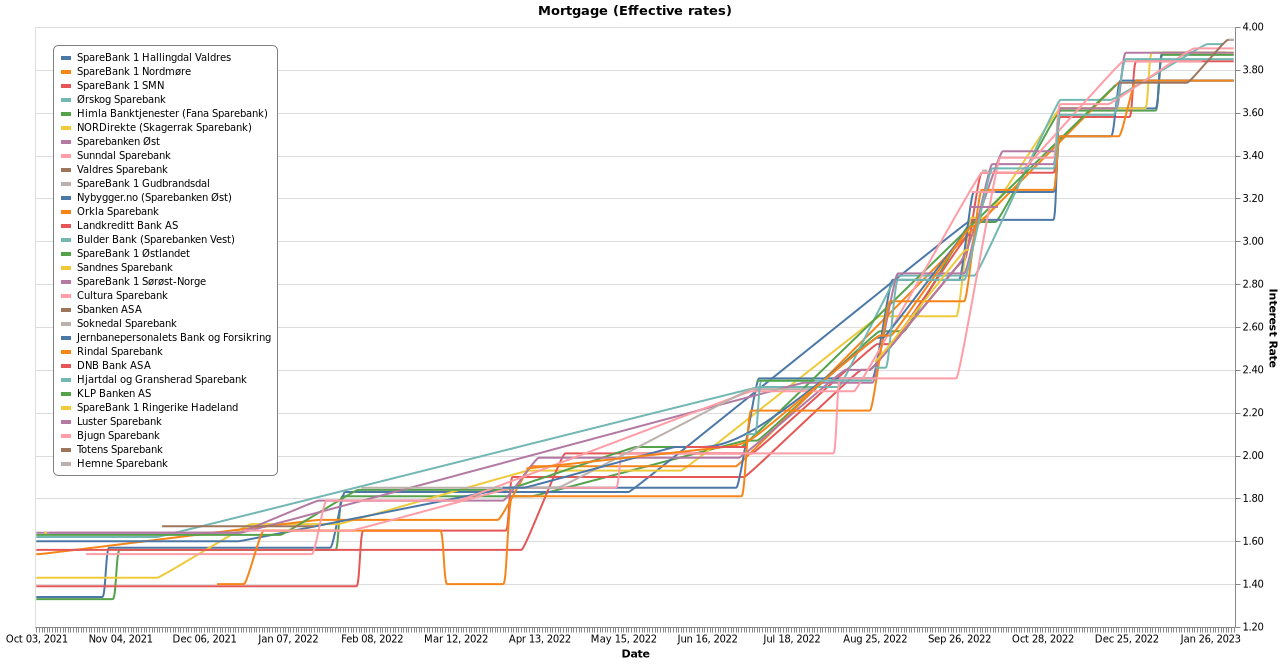 Mortgage (Effective rates)
SpareBank 1 Hallingdal Valdres
SpareBank 1 Nordmøre
SpareBank 1 SMN
Ørskog Sparebank
Himla Banktjenester (Fana Sparebank)
NORDirekte (Skagerrak Sparebank)
Sparebanken Øst
Sunndal Sparebank
Valdres Sparebank
SpareBank 1 Gudbrandsdal
Nybygger.no (Sparebanken Øst)
Orkla Sparebank
Landkreditt Bank AS
Bulder Bank (Sparebanken Vest)
SpareBank 1 Østlandet
Sandnes Sparebank
SpareBank 1 Sørøst-Norge
Cultura Sparebank
Sbanken ASA
Soknedal Sparebank
Jernbanepersonalets Bank og Forsikring
Rindal Sparebank
DNB Bank ASA
Hjartdal og Gransherad Sparebank
KLP Banken AS
SpareBank 1 Ringerike Hadeland
Luster Sparebank
Bjugn Sparebank
Totens Sparebank
Hemne Sparebank
4.00
3.80
3.60
3.40
3.20
3.00
2.80
2.60
2.40
2.20
2.00
1.80
1.60
1.40
1.20
Interest Rate
Oct 03, 2021 Nov 04, 2021 Dec 06, 2021 Jan 07, 2022 Feb 08, 2022 Mar 12, 2022 Apr 13, 2022 May 15, 2022 Jun 16, 2022 Jul 18, 2022 Aug 25, 2022 Sep 26, 2022 Oct 28, 2022 Dec 25, 2022 Jan 26, 2023
Date